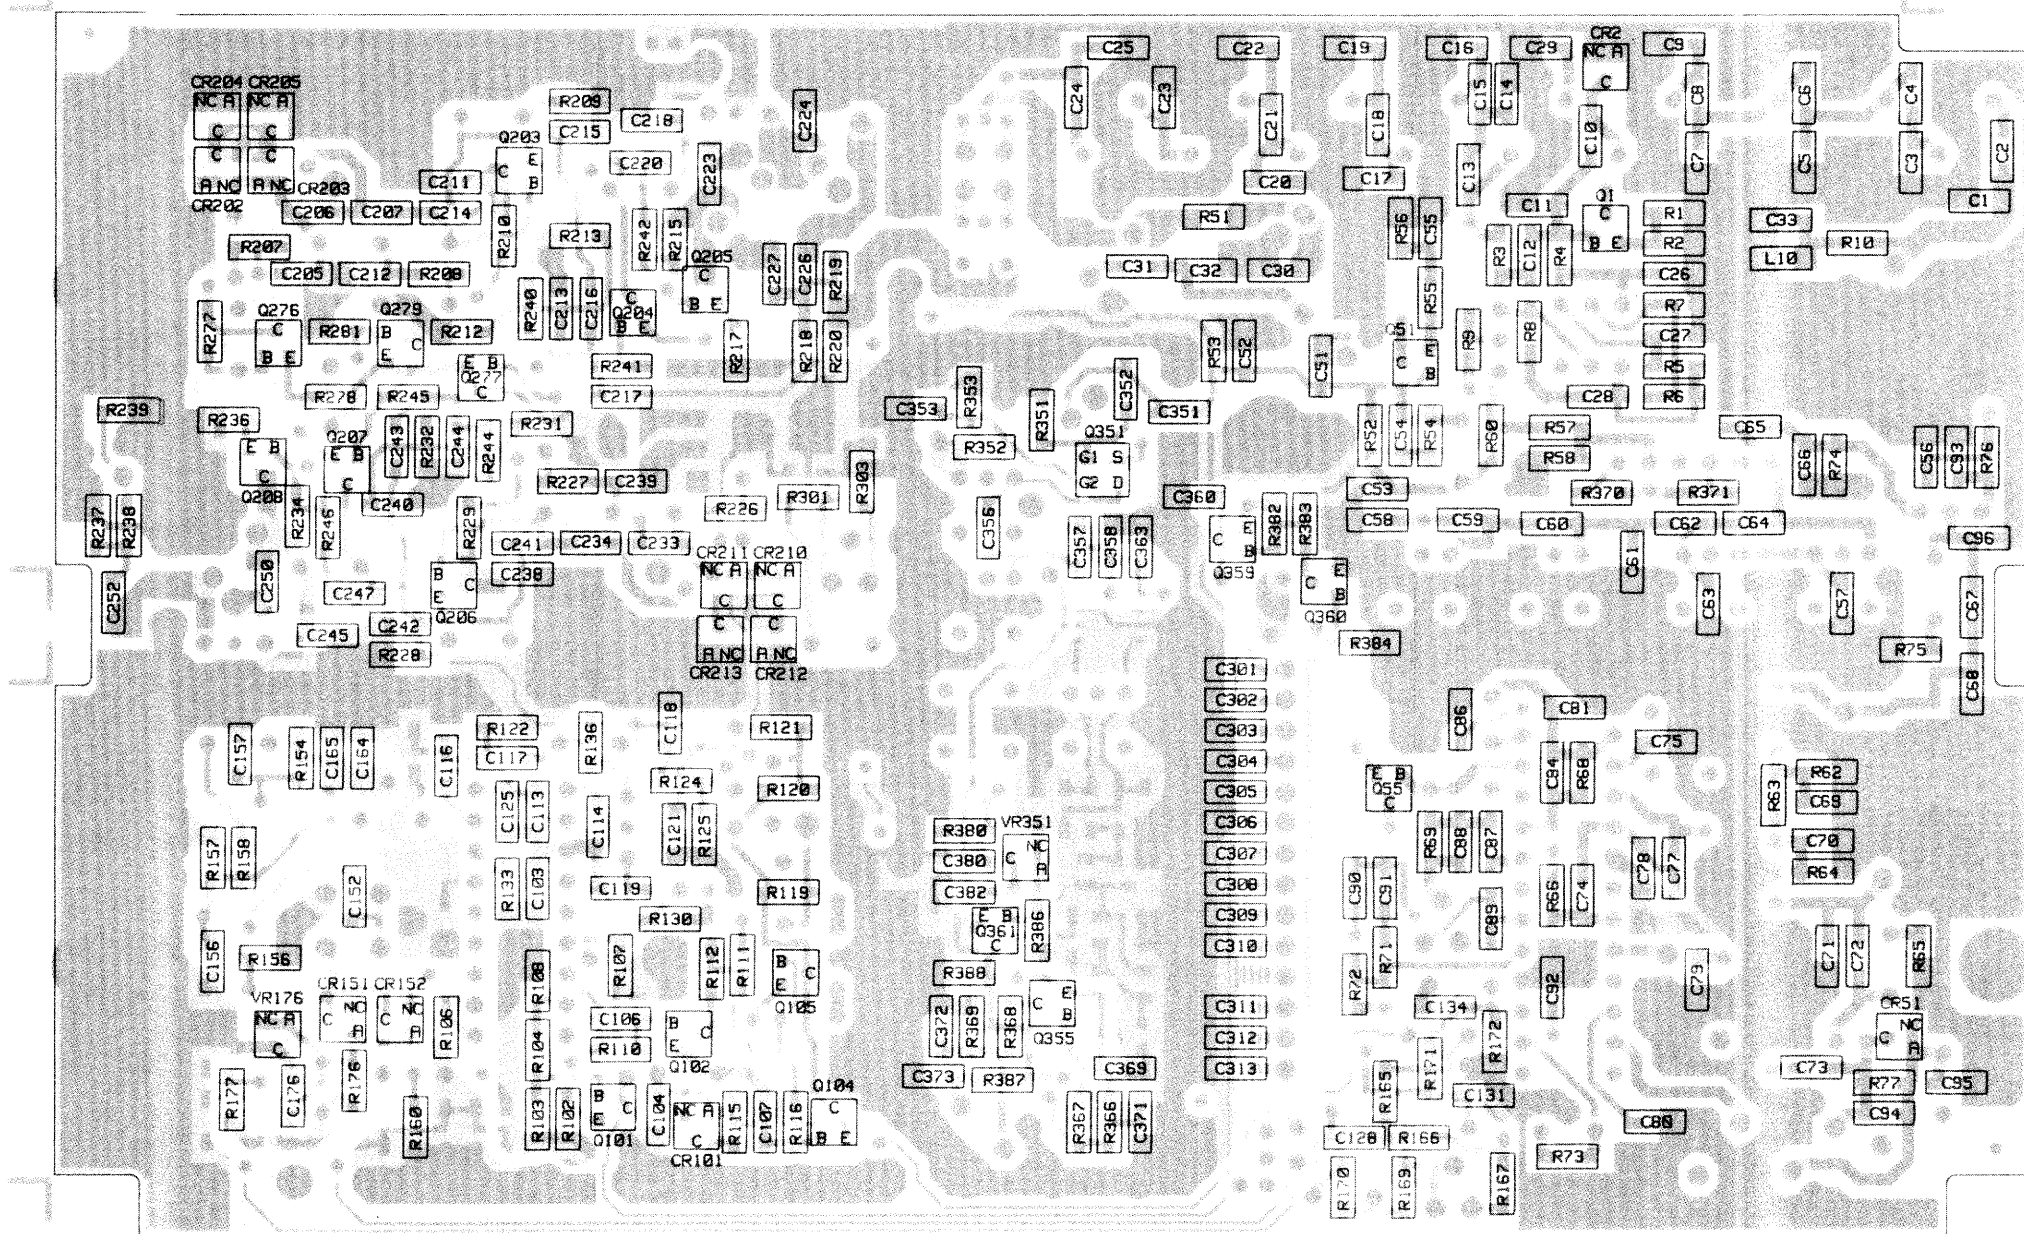 C25 C22 C19 C16 C29 CR2 C9
NC A
C
CR204 CR205
NC A NC A
C C
C C
A NC A NC
CR203
CR202
R209
C218
C215
C224
C24 C23 C21 C18 C15 C14 C10 C8 C6 C4
Q203
C E B
C220
C223
C7 C5 C3 C2
C211
C20 C17 C13
C1
C206 C207 C214
R210
R213
R242 R215
R51
R56 C55
C11
Q1
C
B E
R1
C33
R207
R2
R10
R3 C12 R4
C205 C212 R208
Q205
C
B E
C227 C226 R219
C31 C32 C30
L10
C26
R277
Q276
C
B E
R281
Q279
B C E
R212
R240 C213 C216
C
Q204
B E
R55
R7
R217
R218 R220
R53 C52
C51
Q51
E C B
R9
R8
C27
E B
Q277
C
R241
R5
R278 R245
C217
C353
R353
C352
C351
C28
R6
R239
R236
R231
R351
R352
Q351
G1 S
G2 D
R52 C54 R54 R60
R57
C65
R58
E B
C
Q208
Q207
E B
C
C243 R232 C244 R244
R227 C239
R303
C66 R74
C56 C93 R76
R237 R238
R234
R246
C240
R229
R226
R301
C356
C360
R382 R383
C53
C58 C59 C60
R370 R371
C62 C64
C241 C234 C233
C238
CR211 CR210
NC A NC A
C C
C C
A NC A NC
CR213 CR212
C357 C358 C363
C E B
Q359
C E B
Q360
C61
C96
C252
C250
C247
B C E
Q206
C63
C57
C67
C245
C242
R228
R384
R75
C301
C302
C303
C304
C305
C306
C307
C308
C309
C310
C311
C312
C313
C118
C86
C81
C157
R154 C165 C164
C116
R122
C117
R136
R121
C75
R124
R120
E B
Q55
C
C84 R68
R63
R62
C69
C125 C113
C114
C121 R125
R380
C380
C382
VR351
C NC A
R69 C88 C87
C70
R64
R157 R158
C152
R133 C103
C119
R119
C90 C91
C89
R66 C74
C78 C77
R130
E B
Q361
C
R386
C156
R156
R108
R107
R112 R111
B C E
Q105
R388
R72
R71
C92
C79
C71 C72
R65
VR176
NC A
C
CR151 CR152
C NC A C NC A
R106
R104
C106
R110
B C E
Q102
C372 R369 R368
C E B
Q355
C134
R171
R172
CR51
C NC A
R177
C176
R176
R160
R103 R102
B C E
Q101
C104
NC A
C
CR101
R115 C107 R116
Q104
C
B E
C373
R387
C369
R367 R366 C371
R165
C131
C73
R77 C95
C94
C80
C128 R166
R73
R170
R169
R167